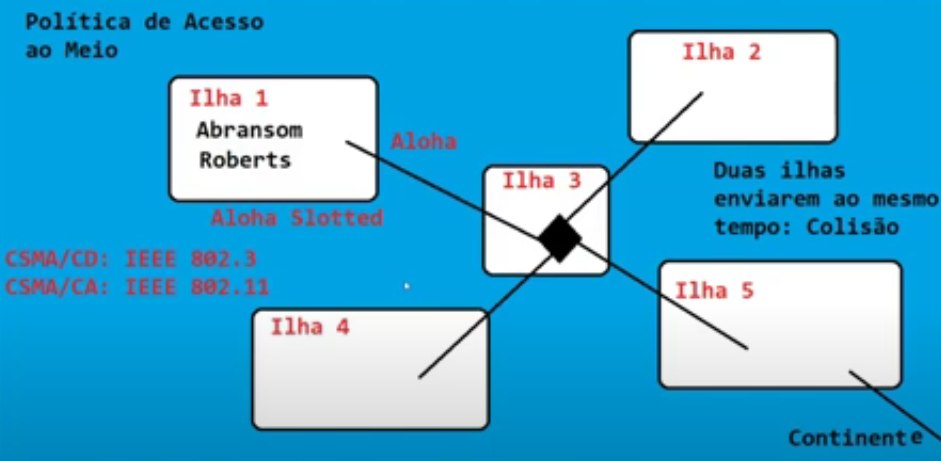 Política de Acesso
ao Meio
Ilha 1
Abransom
Roberts
Aloha
Aloha Slotted
CSMA/CD: IEEE 802.3
CSMA/CA: IEEE 802.11
Ilha 2
Ilha 3
Duas ilhas
enviarem ao mesmo
tempo: Colisão
Ilha 4
Ilha 5
Continente